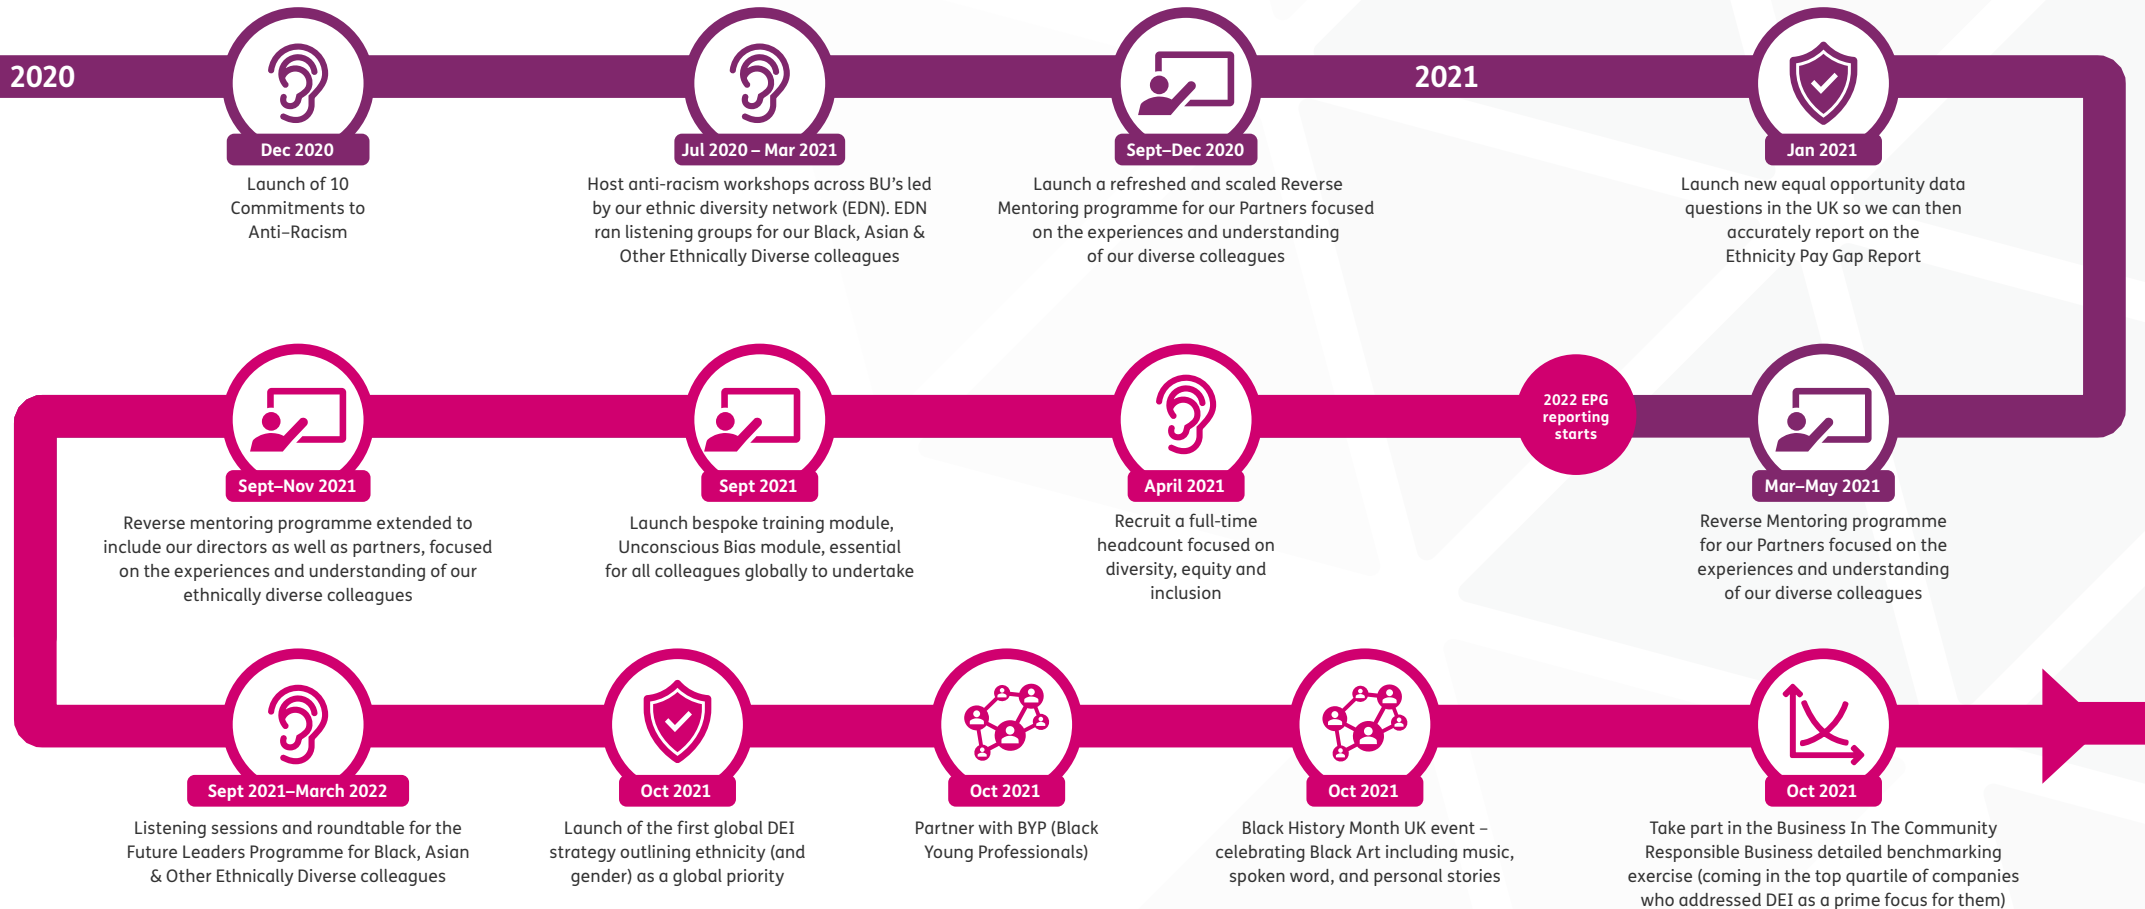 2020
Dec 2020
Launch of 10
Commitments to
Anti-Racism
Jul 2020 – Mar 2021
Host anti-racism workshops across BU's led
by our ethnic diversity network (EDN). EDN
ran listening groups for our Black, Asian &
Other Ethnically Diverse colleagues
Sept–Dec 2020
Launch a refreshed and scaled Reverse
Mentoring programme for our Partners focused
on the experiences and understanding
of our diverse colleagues
2021
Jan 2021
Launch new equal opportunity data
questions in the UK so we can then
accurately report on the
Ethnicity Pay Gap Report
Mar–May 2021
Reverse Mentoring programme
for our Partners focused on the
experiences and understanding
of our diverse colleagues
2022 EPG
reporting
starts
April 2021
Recruit a full-time
headcount focused on
diversity, equity and
inclusion
Sept 2021
Launch bespoke training module,
Unconscious Bias module, essential
for all colleagues globally to undertake
Sept–Nov 2021
Reverse mentoring programme extended to
include our directors as well as partners, focused
on the experiences and understanding of our
ethnically diverse colleagues
Sept 2021–March 2022
Listening sessions and roundtable for the
Future Leaders Programme for Black, Asian
& Other Ethnically Diverse colleagues
Oct 2021
Launch of the first global DEI
strategy outlining ethnicity (and
gender) as a global priority
Oct 2021
Partner with BYP (Black
Young Professionals)
Oct 2021
Black History Month UK event –
celebrating Black Art including music,
spoken word, and personal stories
Oct 2021
Take part in the Business In The Community
Responsible Business detailed benchmarking
exercise (coming in the top quartile of companies
who addressed DEI as a prime focus for them)